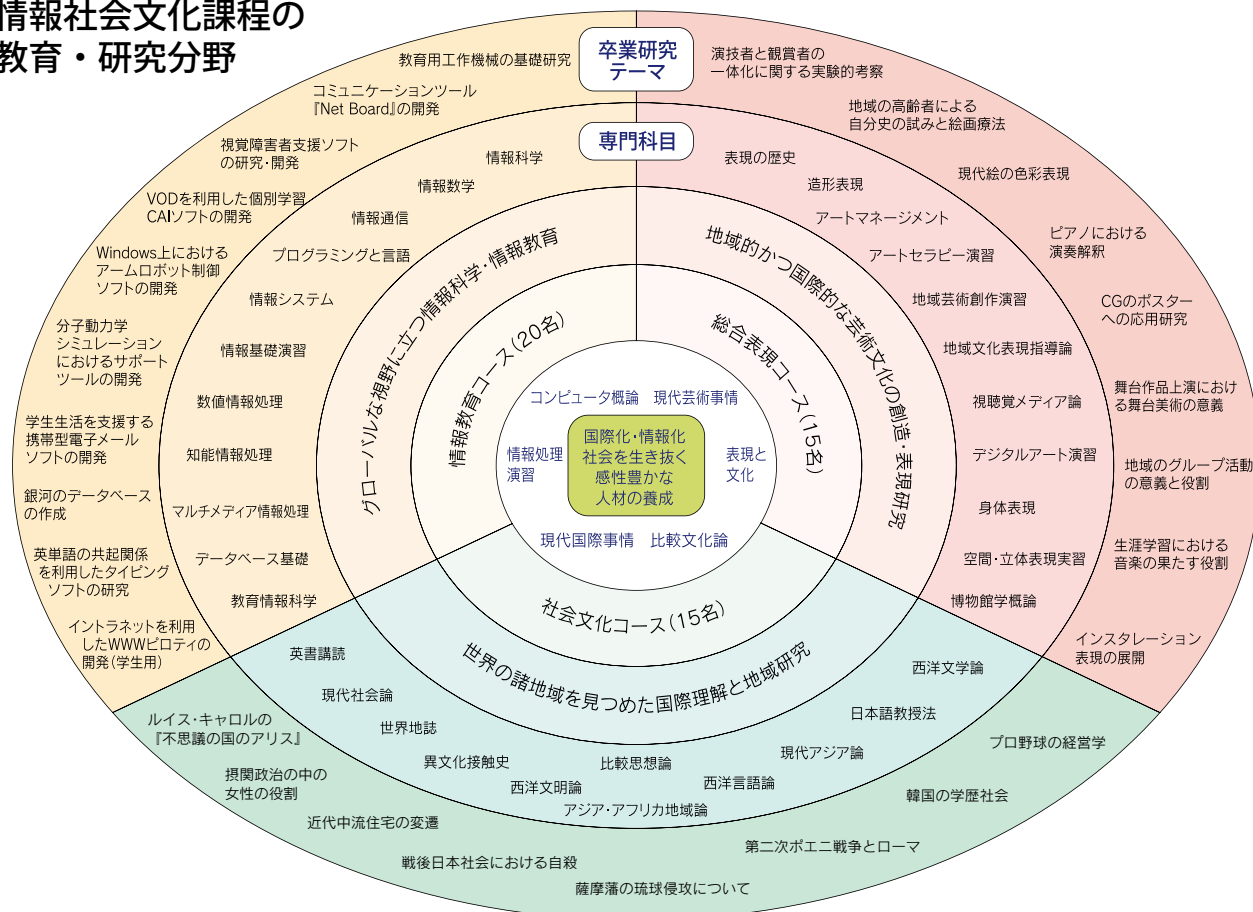 情報社会文化課程の
教育・研究分野
卒業研究
テーマ
専門科目
教育用工作機械の基礎研究
コミュニケーションツール
『Net Board』の開発
視覚障害者支援ソフト
の研究・開発
VODを利用した個別学習
CAIソフトの開発
Windows上における
アームロボット制御
ソフトの開発
分子動力学
シミュレーション
におけるサポート
ツールの開発
学生生活を支援する
携帯型電子メール
ソフトの開発
銀河のデータベース
の作成
英単語の共起関係
を利用したタイピング
ソフトの研究
イントラネットを利用
したWWWピロティの
開発(学生用)
情報科学
情報数学
情報通信
プログラミングと言語
情報システム
情報基礎演習
数値情報処理
知能情報処理
マルチメディア情報処理
データベース基礎
教育情報科学
グローバルな視野に立つ情報科学・情報教育
情報教育コース(20名)
演技者と観賞者の
一体化に関する実験的考察
地域の高齢者による
自分史の試みと絵画療法
現代絵の色彩表現
ピアノにおける
演奏解釈
CGのポスター
への応用研究
舞台作品上演におけ
る舞台美術の意義
地域のグループ活動
の意義と役割
生涯学習における
音楽の果たす役割
インスタレーション
表現の展開
表現の歴史
造形表現
アートマネージメント
アートセラピー演習
地域芸術創作演習
地域文化表現指導論
視聴覚メディア論
デジタルアート演習
身体表現
空間・立体表現実習
博物館学概論
地域的かつ国際的な芸術文化の創造・表現研究
総合表現コース(15名)
コンピュータ概論
現代芸術事情
情報処理
演習
国際化・情報化
社会を生き抜く
感性豊かな
人材の養成
表現と
文化
現代国際事情
比較文化論
社会文化コース(15名)
世界の諸地域を見つめた国際理解と地域研究
英書講読
現代社会論
世界地誌
異文化接触史
西洋文明論
比較思想論
アジア・アフリカ地域論
西洋言語論
現代アジア論
日本語教授法
西洋文学論
ルイス・キャロルの
『不思議の国のアリス』
摂関政治の中の
女性の役割
近代中流住宅の変遷
戦後日本社会における自殺
薩摩藩の琉球侵攻について
第二次ポエニ戦争とローマ
韓国の学歴社会
プロ野球の経営学